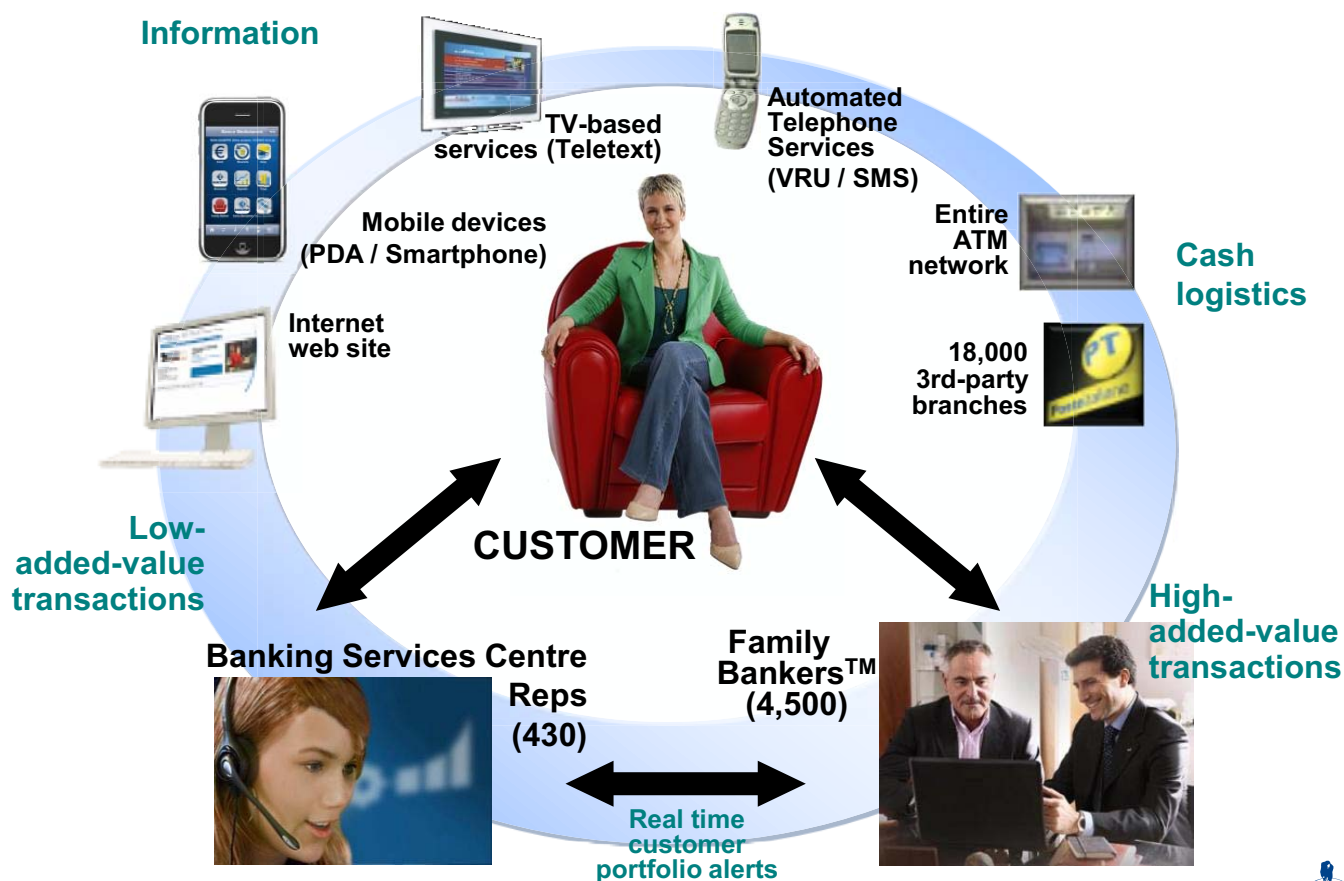 Information
TV-based
services (Teletext)
Automated
Telephone
Services
(VRU / SMS)
Mobile devices
(PDA / Smartphone)
Entire
ATM
network
Cash
logistics
Internet
web site
18,000
3rd-party
branches
PT
Posteitaliane
CUSTOMER
Low-
added-value
transactions
High-
added-value
transactions
Banking Services Centre
Reps
(430)
Family
Bankers™
(4,500)
Real time
customer
portfolio alerts